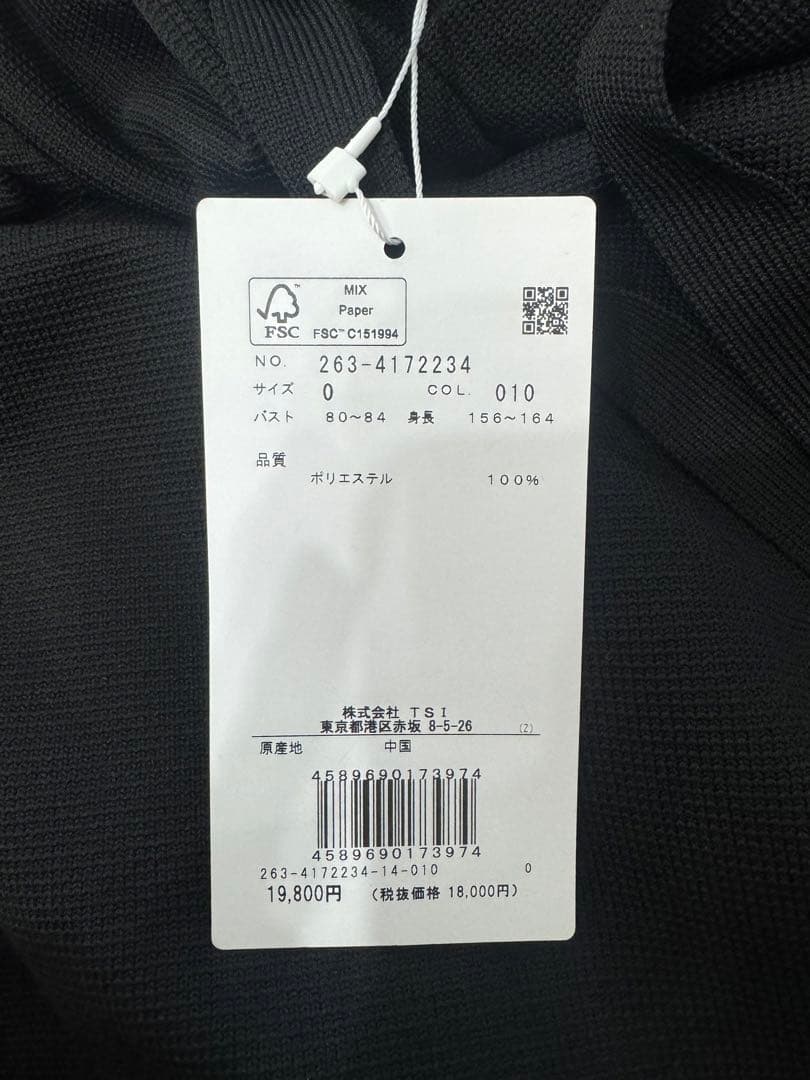 MIX
Paper
FSC™ C151994
FSC
NO. 263-4172234
サイズ 0 COL. 010
バスト 80～84 身長 156～164
品質
ポリエステル 100%
株式会社 TSI
東京都港区赤坂 8-5-26 (Z)
原産地 中国
4589690173974
4589690173974
263-4172234-14-010 0
19,800円 (税抜価格 18,000円)